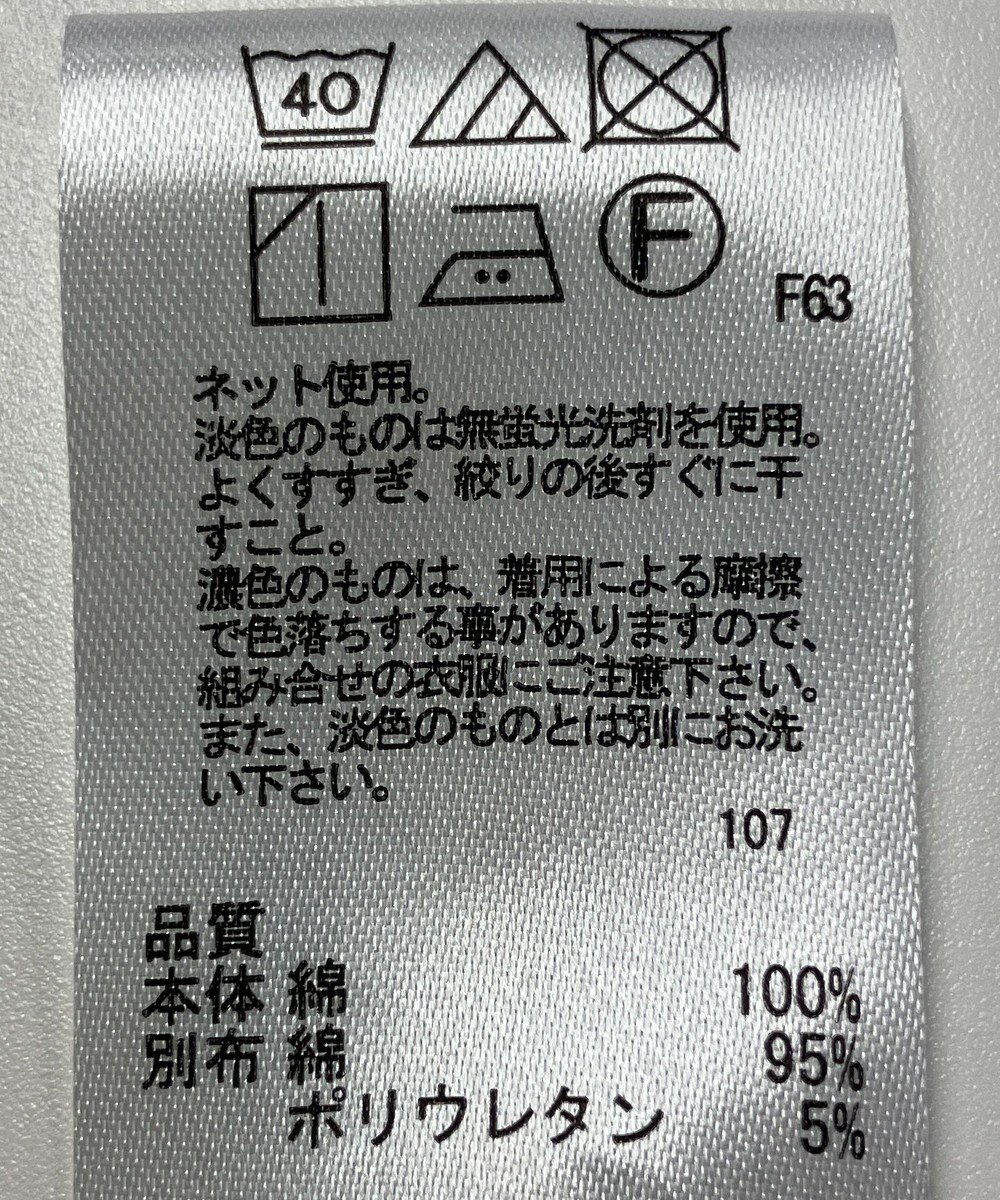 40
F
F63
ネット使用。
淡色のものは無蛍光洗剤を使用。
よくすすぎ、絞りの後すぐに干
すこと。
濃色のものは、着用による摩擦
で色落ちする事がありますので、
組み合せの衣服にご注意下さい。
また、淡色のものとは別にお洗
い下さい。
107
品質
本体 綿 100%
別布 綿 95%
ポリウレタン 5%